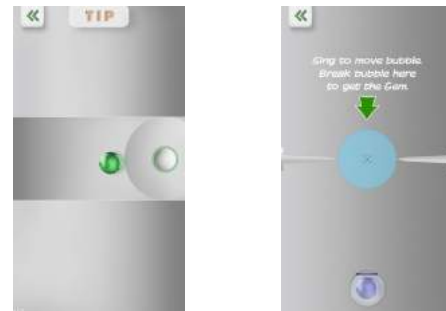 TIP
Sing to move bubble.
Break bubble here
to get the Gem.